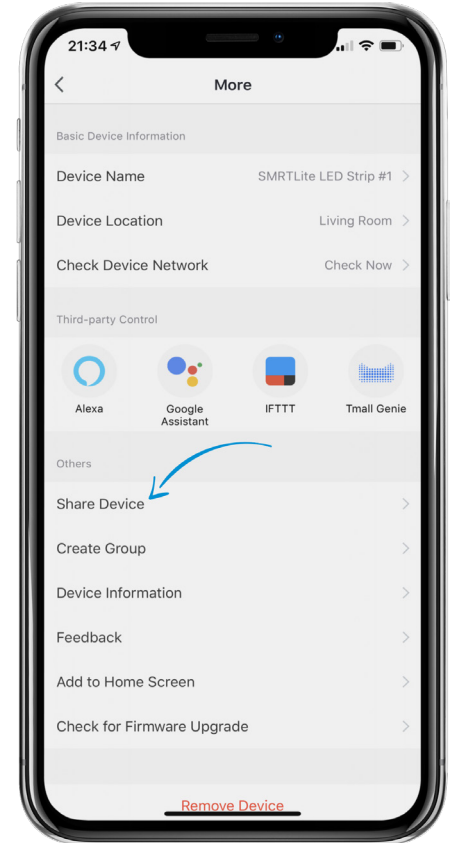 21:34
More
Basic Device Information
Device Name SMRTLite LED Strip #1
Device Location Living Room
Check Device Network Check Now
Third-party Control
Alexa Google Assistant IFTTT Tmall Genie
Others
Share Device
Create Group
Device Information
Feedback
Add to Home Screen
Check for Firmware Upgrade
Remove Device